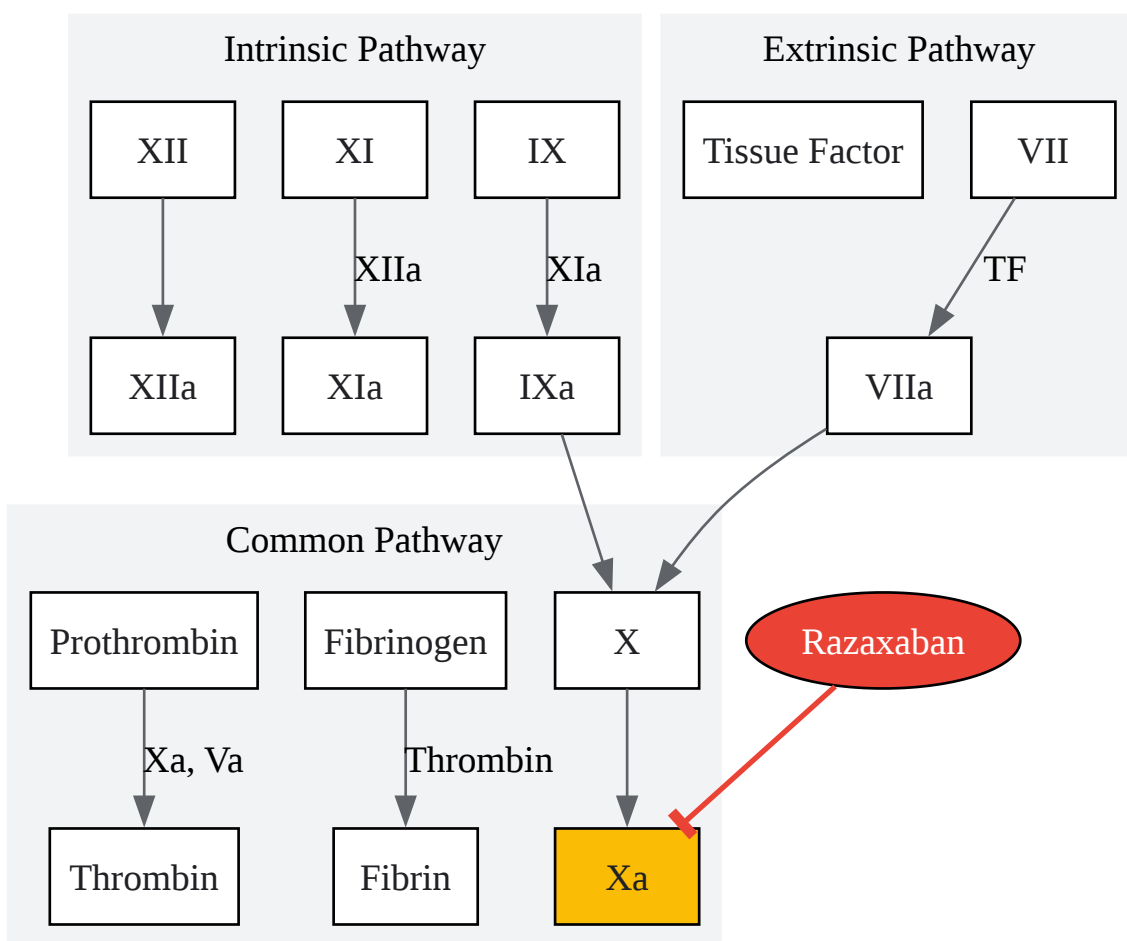 Intrinsic Pathway
Extrinsic Pathway
XII
XI
IX
Tissue Factor
VII
XIIa
XIa
TF
XIIa
XIa
IXa
VIIa
Common Pathway
Prothrombin
Fibrinogen
X
Razaxaban
Xa, Va
Thrombin
Thrombin
Fibrin
Xa